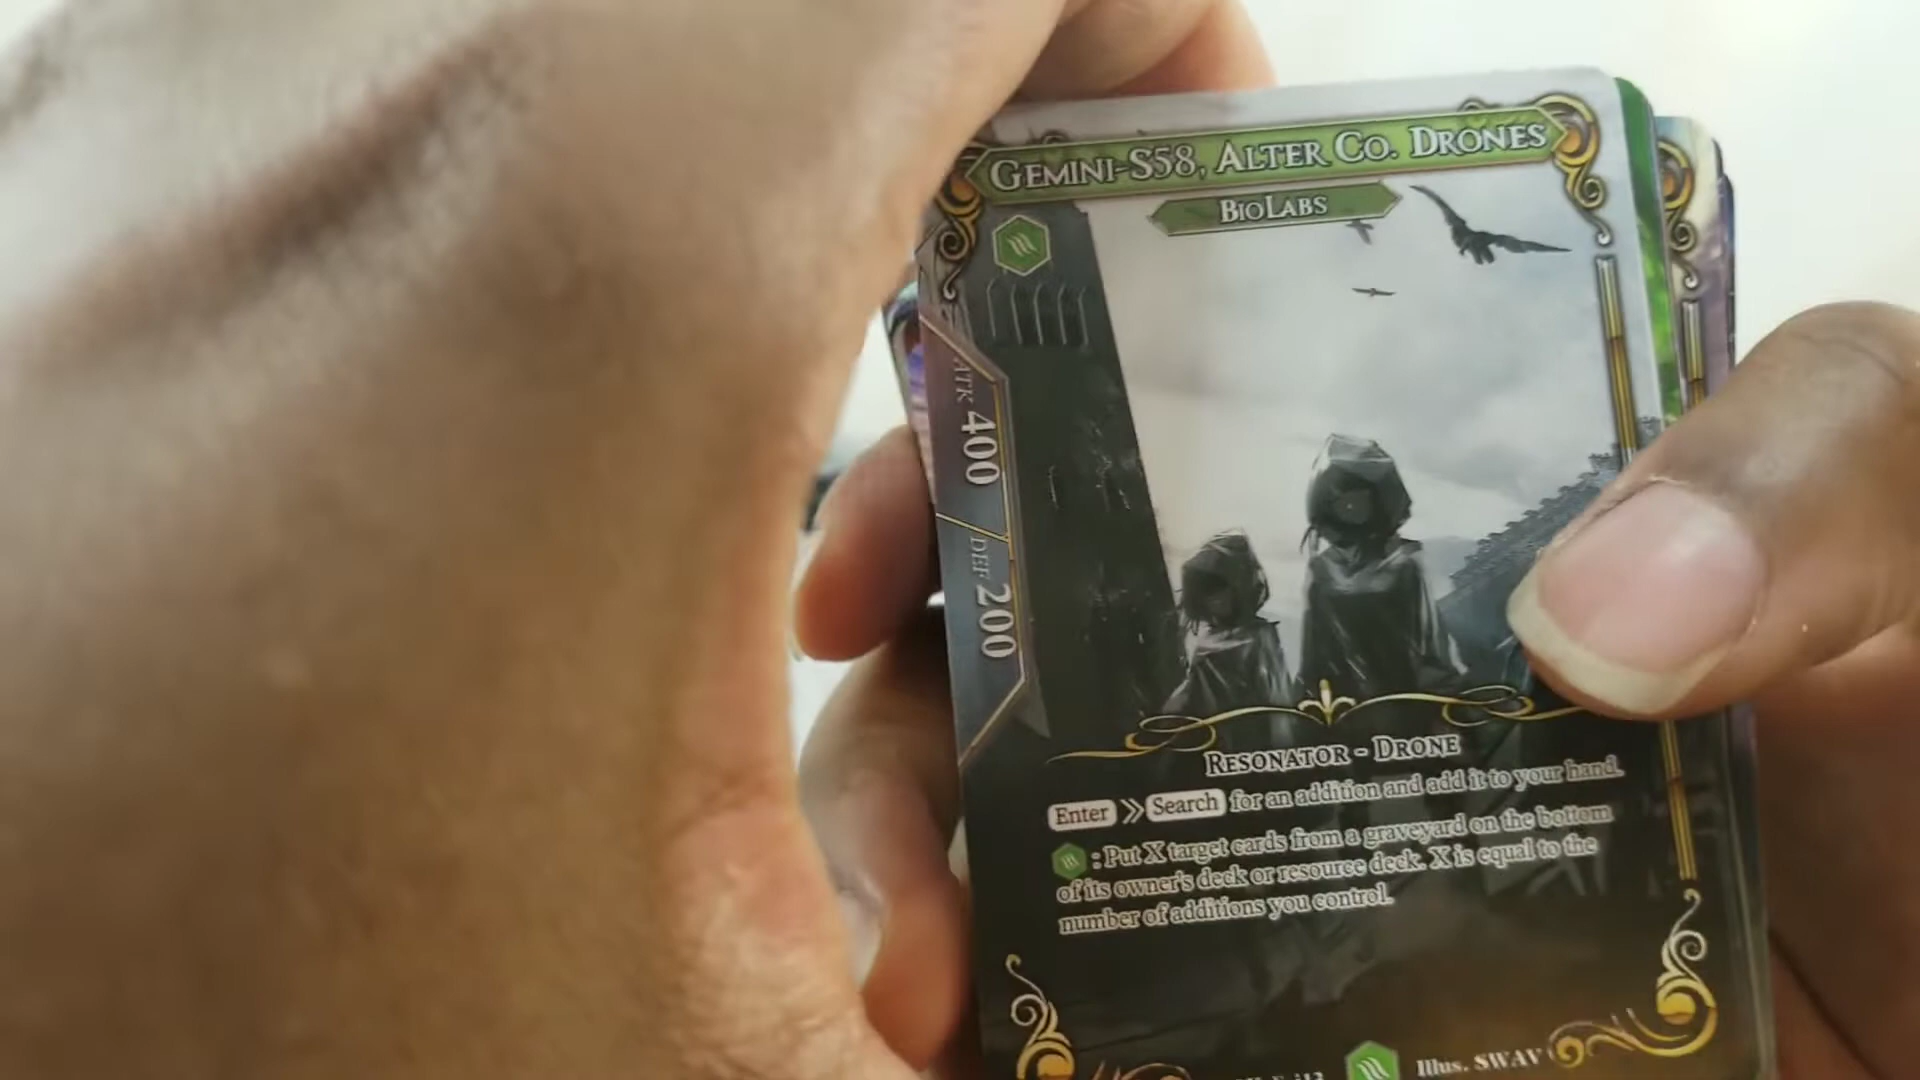 GEMINI-S58, ALTER CO. DRONES
BIOLABS
ATK 400
/DEF 200
RESONATOR - DRONE
Enter >> Search for an addition and add it to your hand.
: Put X target cards from a graveyard on the bottom
of its owner's deck or resource deck. X is equal to the
number of additions you control.
Illus. SWAV